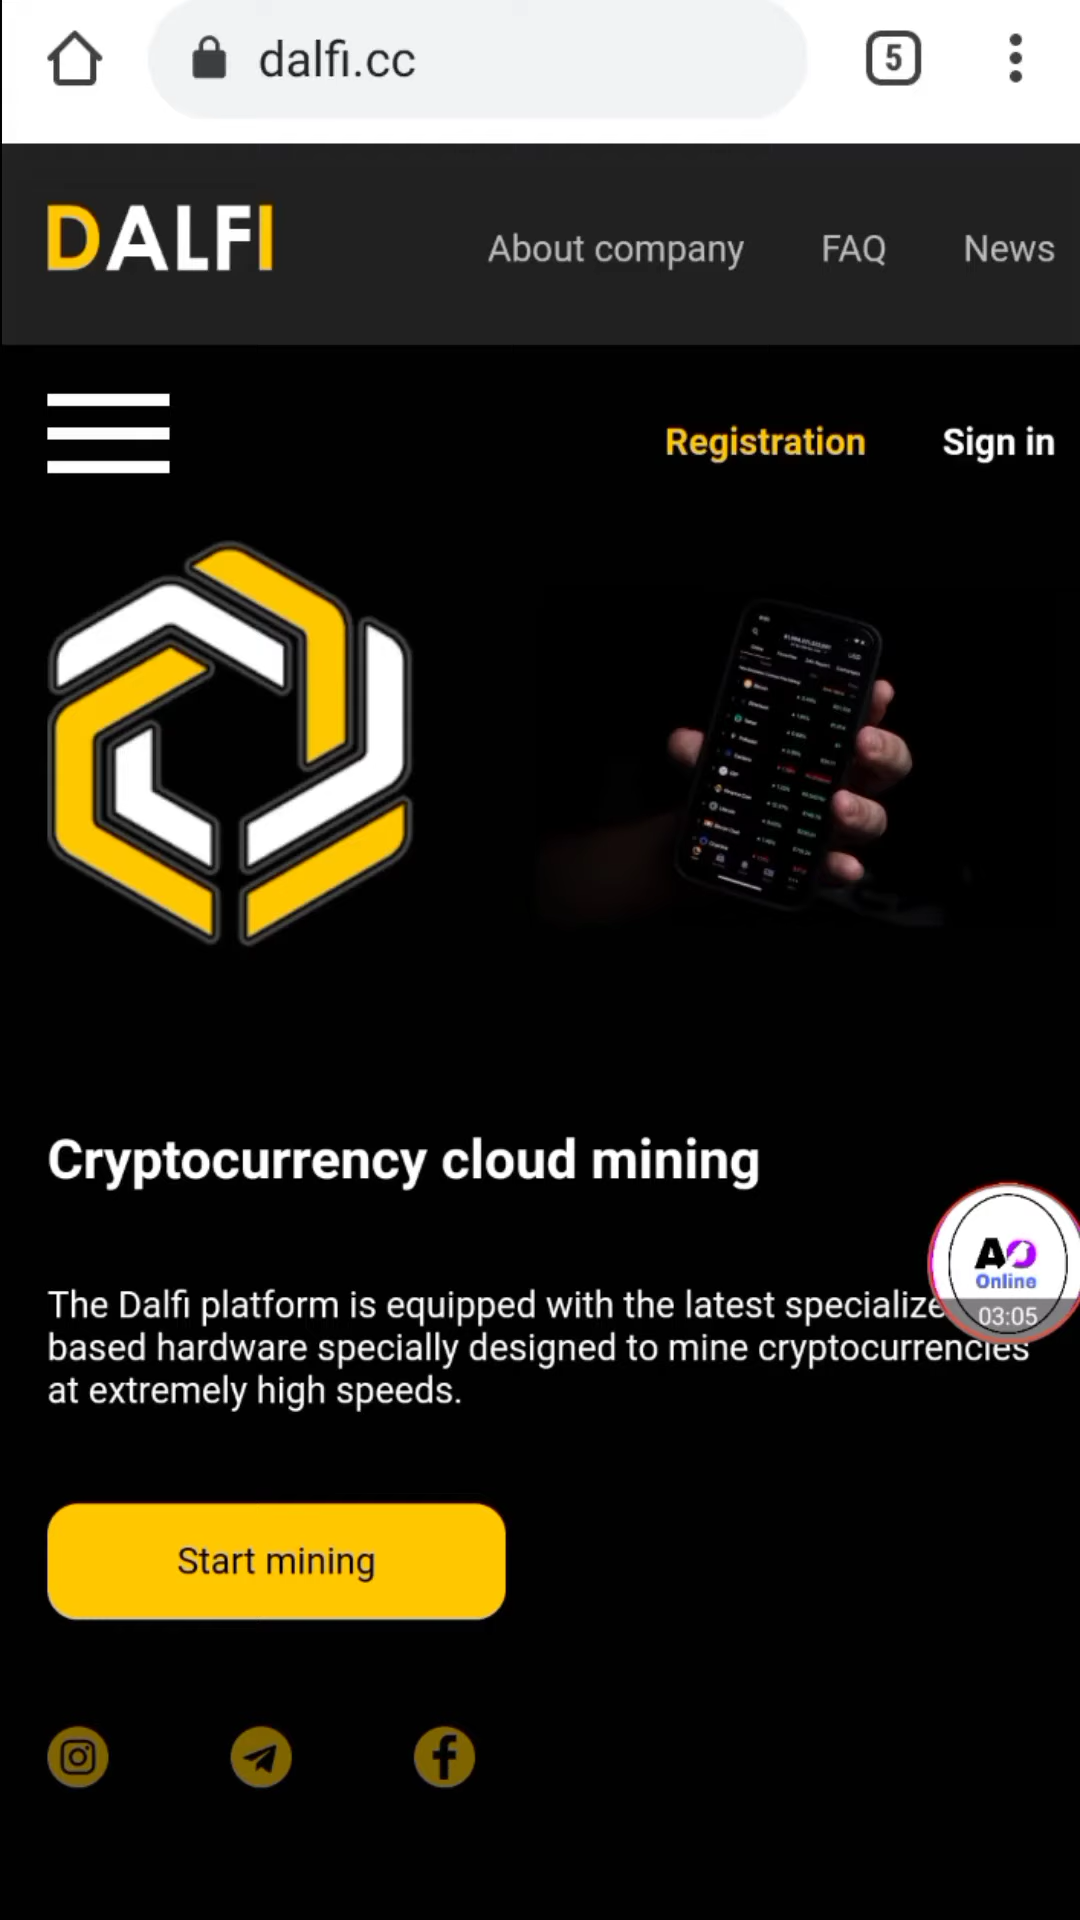 dalfi.cc
5
DALFI
About company
FAQ
News
Registration
Sign in
Cryptocurrency cloud mining
The Dalfi platform is equipped with the latest specialize
based hardware specially designed to mine cryptocurrencies
at extremely high speeds.
AO
Online
03:05
Start mining